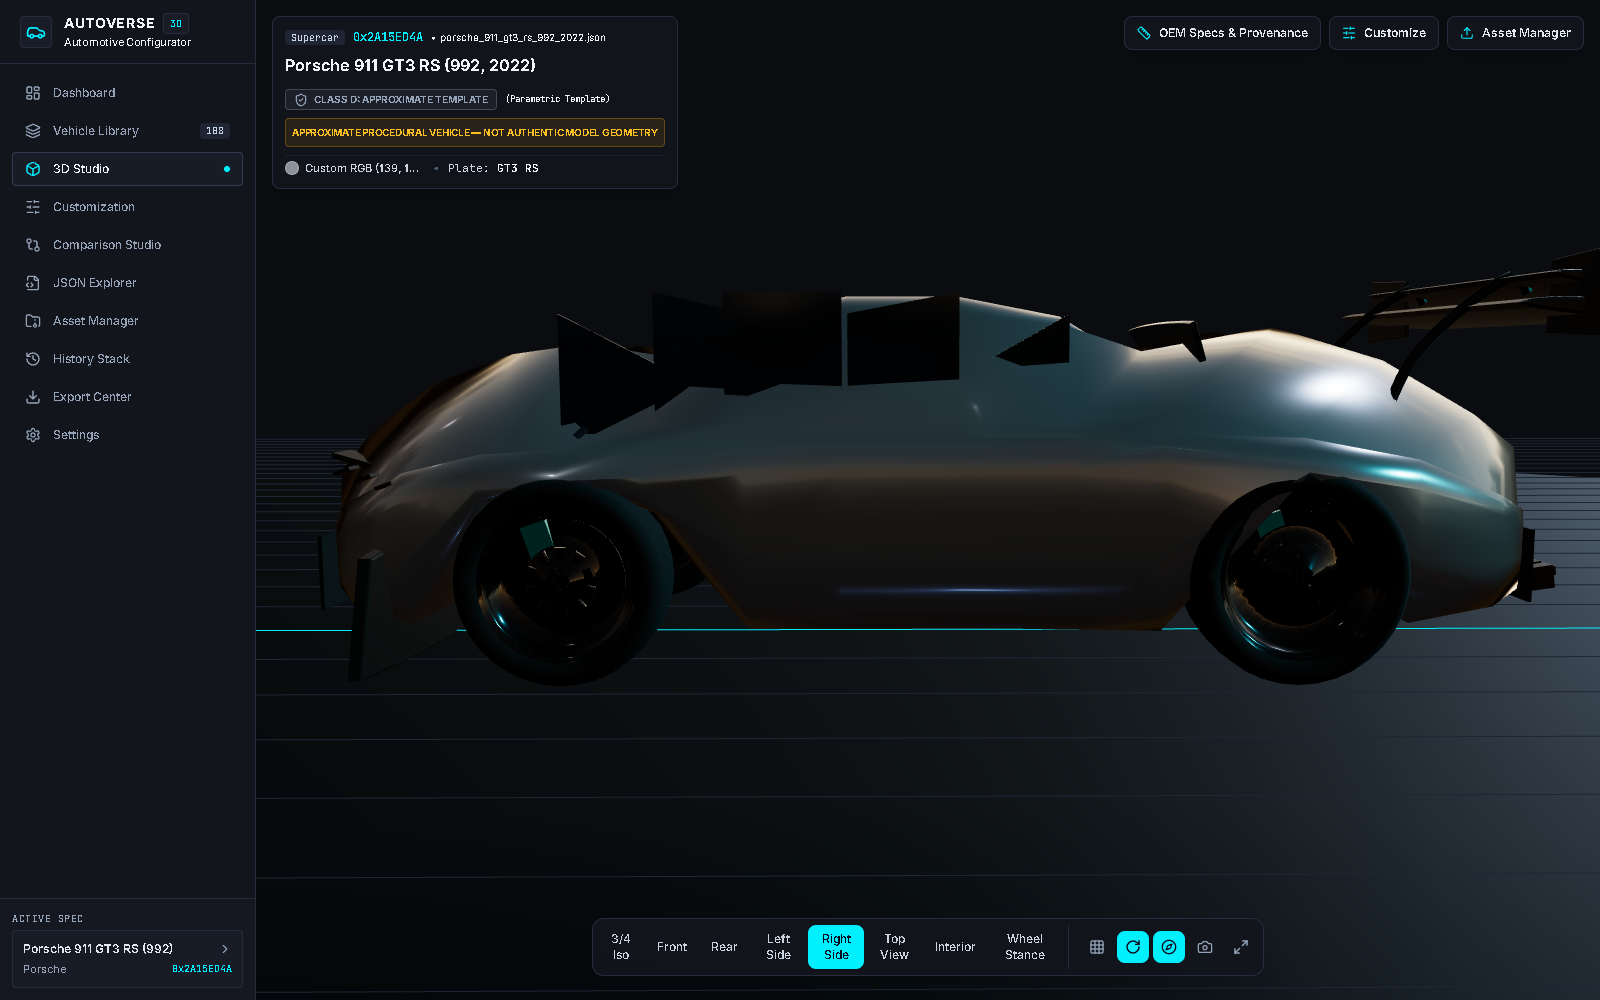 AUTOVERSE 3D
Automotive Configurator
Dashboard
Vehicle Library 188
3D Studio
Customization
Comparison Studio
JSON Explorer
Asset Manager
History Stack
Export Center
Settings
ACTIVE SPEC
Porsche 911 GT3 RS (992)
Porsche 0x2A15ED4A
Supercar 0x2A15ED4A • porsche_911_gt3_rs_992_2022.json
Porsche 911 GT3 RS (992, 2022)
CLASS D: APPROXIMATE TEMPLATE (Parametric Template)
APPROXIMATE PROCEDURAL VEHICLE — NOT AUTHENTIC MODEL GEOMETRY
Custom RGB (139, 1... • Plate: GT3 RS
OEM Specs & Provenance
Customize
Asset Manager
3/4
Iso
Front
Rear
Left
Side
Right
Side
Top
View
Interior
Wheel
Stance